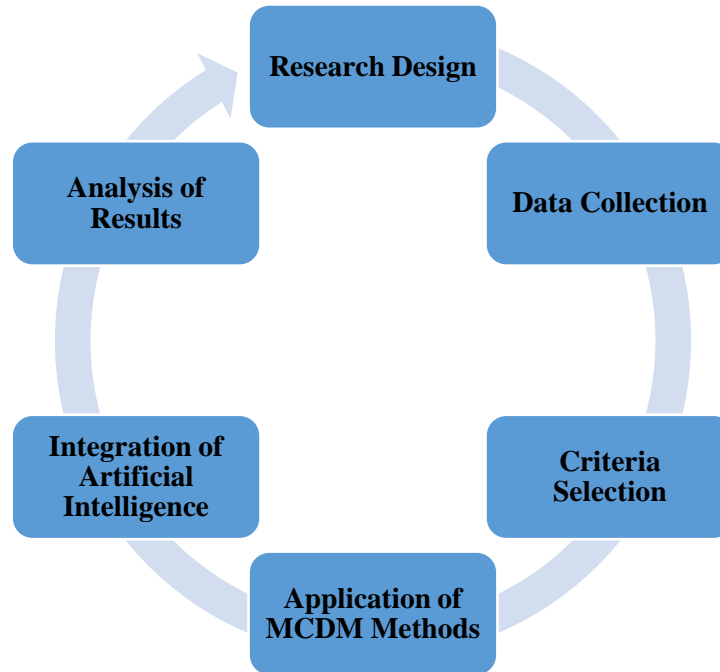 Research Design
Data Collection
Criteria
Selection
Application of
MCDM Methods
Integration of
Artificial
Intelligence
Analysis of
Results